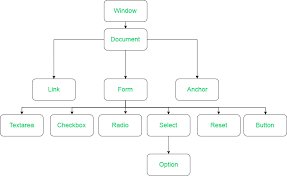 Window
Document
Link
Form
Anchor
Textarea
Checkbox
Radio
Select
Reset
Button
Option